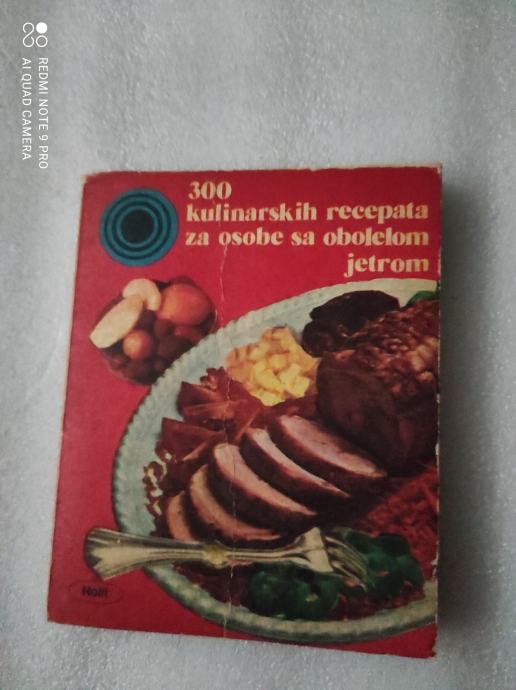 300
kulinarskih recepata
za osobe sa obolelom
jetrom
Nolit
REDMI NOTE 9 PRO
AI QUAD CAMERA